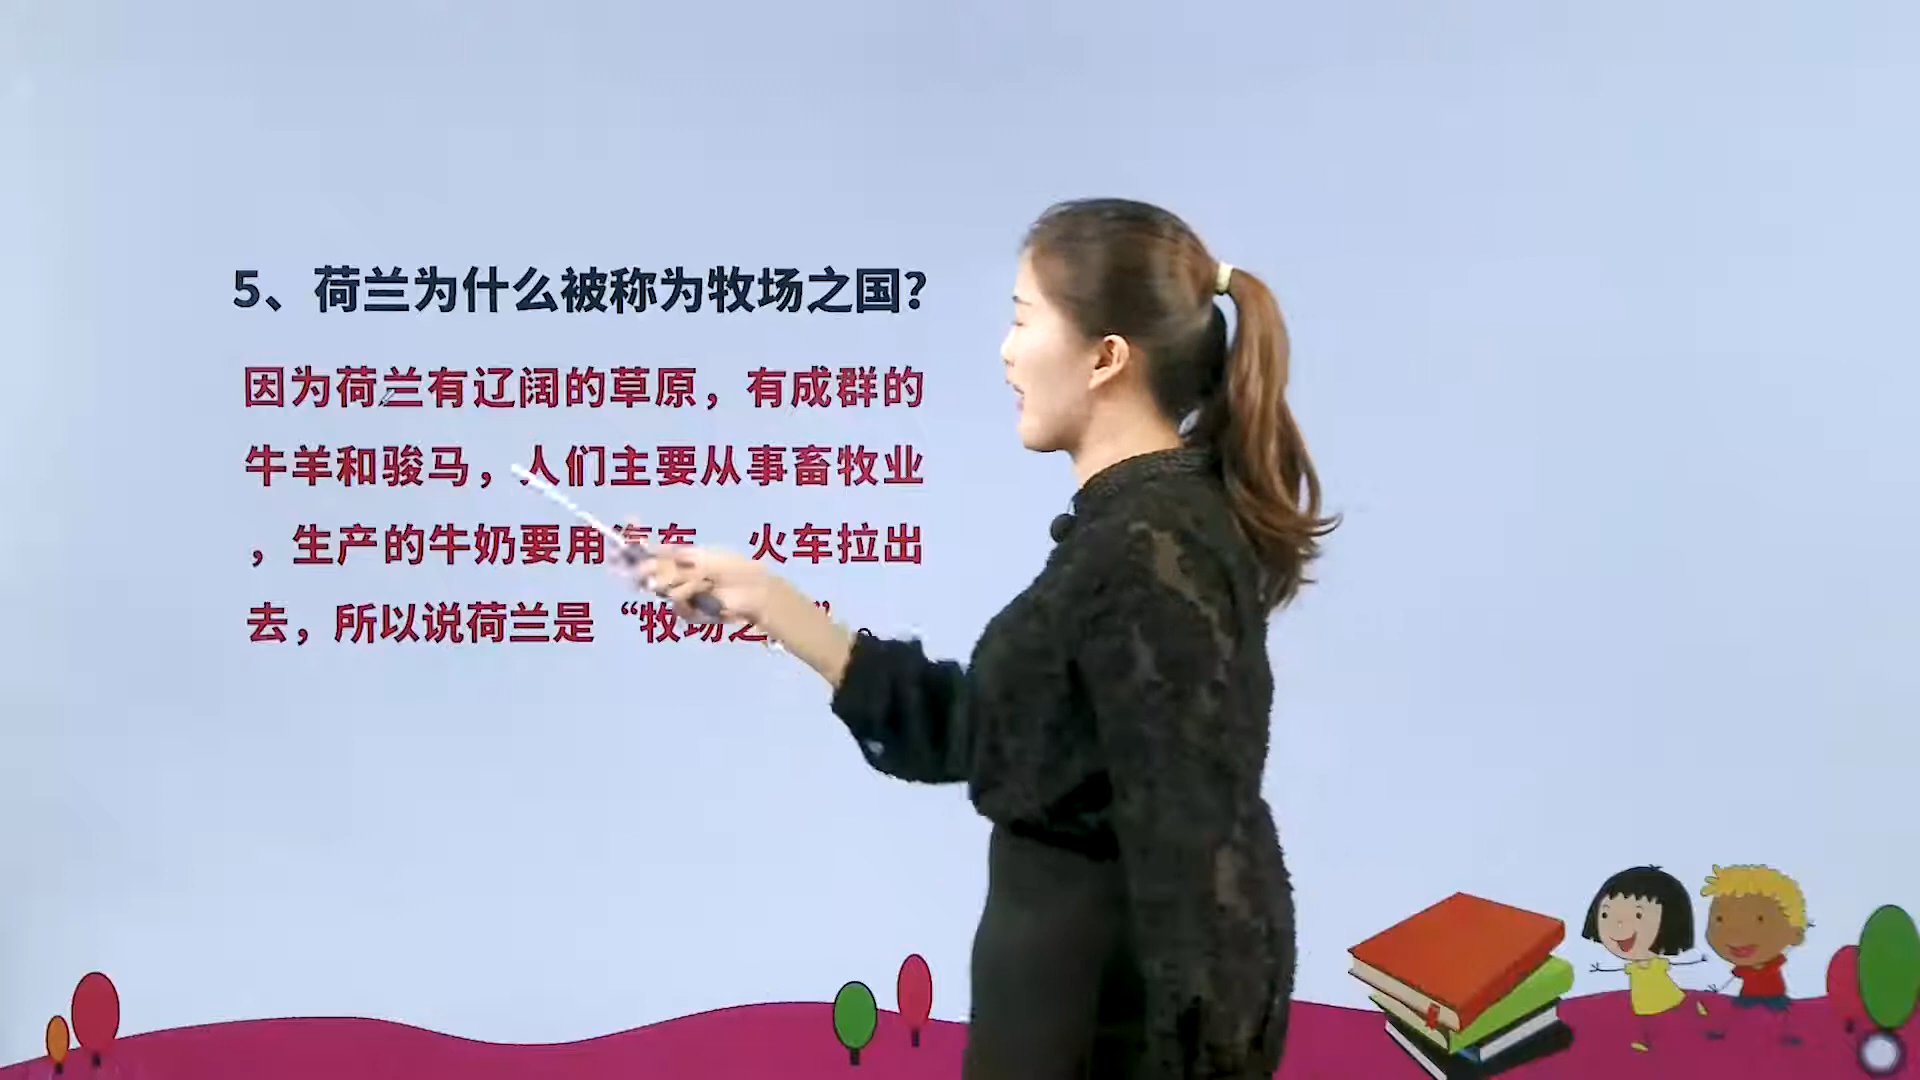 5、荷兰为什么被称为牧场之国？
因为荷兰有辽阔的草原，有成群的
牛羊和骏马，人们主要从事畜牧业
，生产的牛奶要用汽车、火车拉出
去，所以说荷兰是“牧场之”。